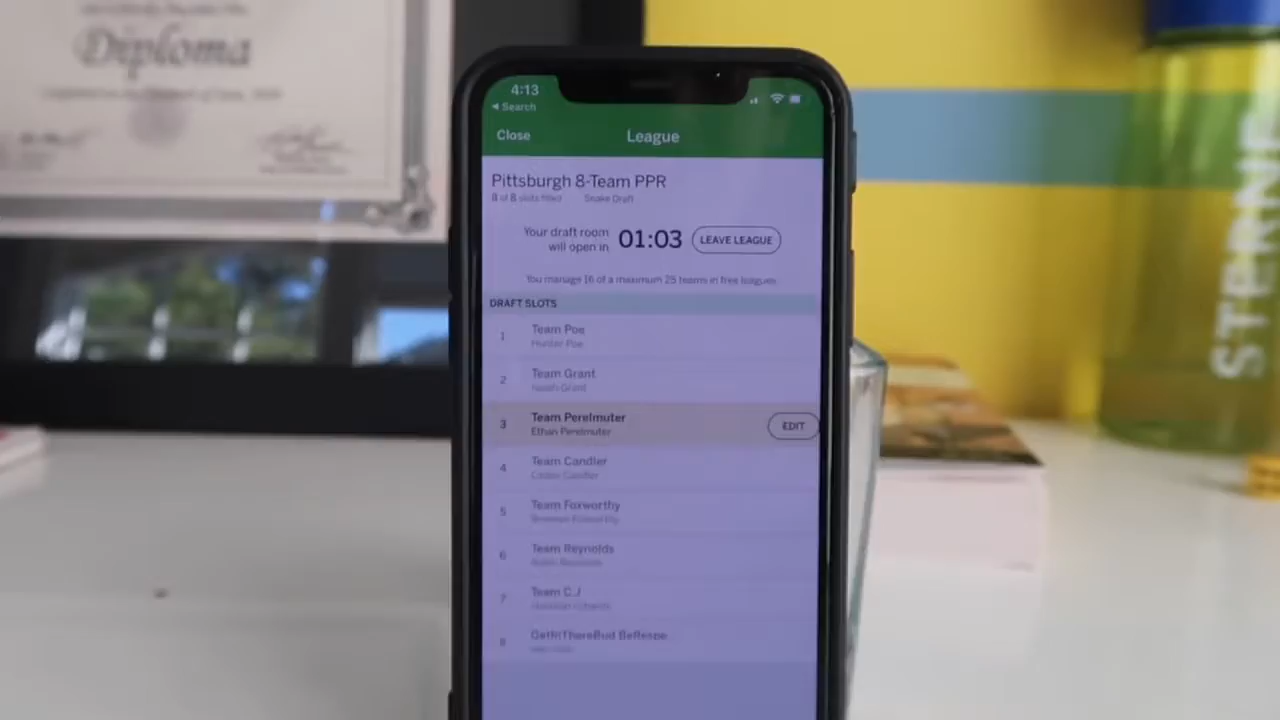 Diploma
4:13
Search
Close
League
Pittsburgh 8-Team PPR
8 of 8 slots filled
Snake Draft
Your draft room
will open in
01:03
LEAVE LEAGUE
You manage 16 of a maximum 25 teams in free leagues.
DRAFT SLOTS
1
Team Poe
Hunter Poe
2
Team Grant
Isaiah Grant
3
Team Perelmuter
Ethan Perelmuter
EDIT
4
Team Candler
Candler
5
Team Foxworthy
6
Team Reynolds
7
Team C.J
8
STERNE